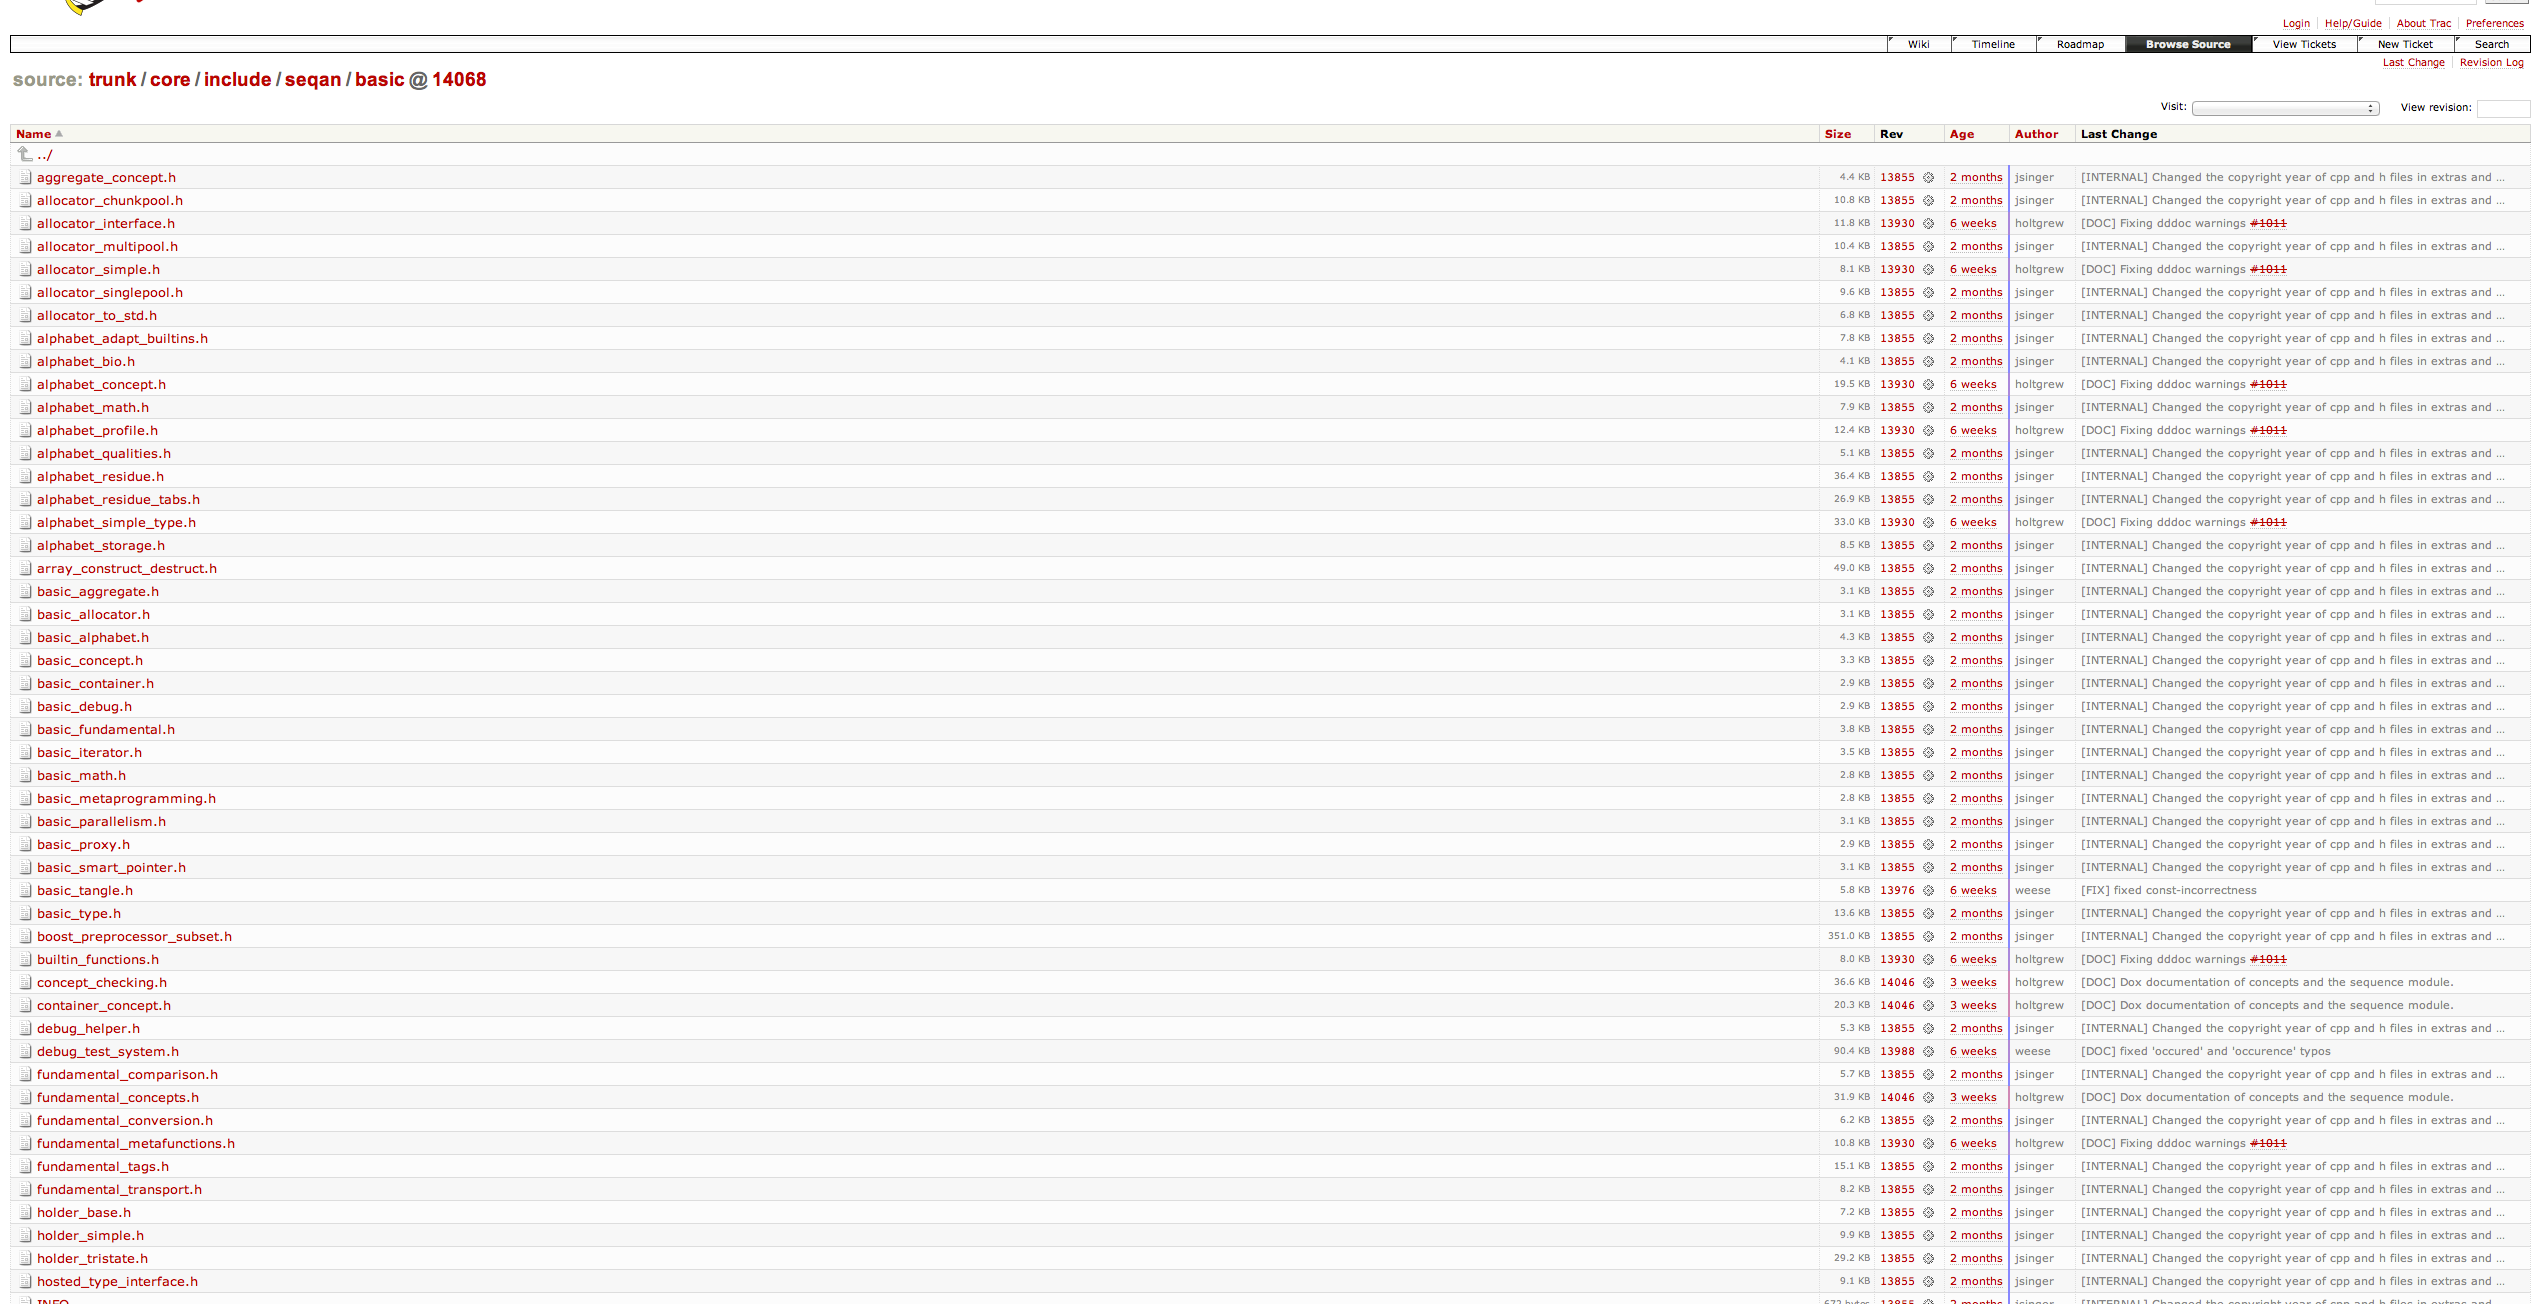 Login Help/Guide About Trac Preferences
Wiki Timeline Roadmap Browse Source View Tickets New Ticket Search
Last Change Revision Log
source: trunk / core / include / seqan / basic @ 14068
Visit: View revision:
Name Size Rev Age Author Last Change
../
aggregate_concept.h 4.4 KB 13855 2 months jsinger [INTERNAL] Changed the copyright year of cpp and h files in extras and ...
allocator_chunkpool.h 10.8 KB 13855 2 months jsinger [INTERNAL] Changed the copyright year of cpp and h files in extras and ...
allocator_interface.h 11.8 KB 13930 6 weeks holtgrew [DOC] Fixing dddoc warnings #1011
allocator_multipool.h 10.4 KB 13855 2 months jsinger [INTERNAL] Changed the copyright year of cpp and h files in extras and ...
allocator_simple.h 8.1 KB 13930 6 weeks holtgrew [DOC] Fixing dddoc warnings #1011
allocator_singlepool.h 9.6 KB 13855 2 months jsinger [INTERNAL] Changed the copyright year of cpp and h files in extras and ...
allocator_to_std.h 6.8 KB 13855 2 months jsinger [INTERNAL] Changed the copyright year of cpp and h files in extras and ...
alphabet_adapt_builtins.h 7.8 KB 13855 2 months jsinger [INTERNAL] Changed the copyright year of cpp and h files in extras and ...
alphabet_bio.h 4.1 KB 13855 2 months jsinger [INTERNAL] Changed the copyright year of cpp and h files in extras and ...
alphabet_concept.h 19.5 KB 13930 6 weeks holtgrew [DOC] Fixing dddoc warnings #1011
alphabet_math.h 7.9 KB 13855 2 months jsinger [INTERNAL] Changed the copyright year of cpp and h files in extras and ...
alphabet_profile.h 12.4 KB 13930 6 weeks holtgrew [DOC] Fixing dddoc warnings #1011
alphabet_qualities.h 5.1 KB 13855 2 months jsinger [INTERNAL] Changed the copyright year of cpp and h files in extras and ...
alphabet_residue.h 36.4 KB 13855 2 months jsinger [INTERNAL] Changed the copyright year of cpp and h files in extras and ...
alphabet_residue_tabs.h 26.9 KB 13855 2 months jsinger [INTERNAL] Changed the copyright year of cpp and h files in extras and ...
alphabet_simple_type.h 33.0 KB 13930 6 weeks holtgrew [DOC] Fixing dddoc warnings #1011
alphabet_storage.h 8.5 KB 13855 2 months jsinger [INTERNAL] Changed the copyright year of cpp and h files in extras and ...
array_construct_destruct.h 49.0 KB 13855 2 months jsinger [INTERNAL] Changed the copyright year of cpp and h files in extras and ...
basic_aggregate.h 3.1 KB 13855 2 months jsinger [INTERNAL] Changed the copyright year of cpp and h files in extras and ...
basic_allocator.h 3.1 KB 13855 2 months jsinger [INTERNAL] Changed the copyright year of cpp and h files in extras and ...
basic_alphabet.h 4.3 KB 13855 2 months jsinger [INTERNAL] Changed the copyright year of cpp and h files in extras and ...
basic_concept.h 3.3 KB 13855 2 months jsinger [INTERNAL] Changed the copyright year of cpp and h files in extras and ...
basic_container.h 2.9 KB 13855 2 months jsinger [INTERNAL] Changed the copyright year of cpp and h files in extras and ...
basic_debug.h 2.9 KB 13855 2 months jsinger [INTERNAL] Changed the copyright year of cpp and h files in extras and ...
basic_fundamental.h 3.8 KB 13855 2 months jsinger [INTERNAL] Changed the copyright year of cpp and h files in extras and ...
basic_iterator.h 3.5 KB 13855 2 months jsinger [INTERNAL] Changed the copyright year of cpp and h files in extras and ...
basic_math.h 2.8 KB 13855 2 months jsinger [INTERNAL] Changed the copyright year of cpp and h files in extras and ...
basic_metaprogramming.h 2.8 KB 13855 2 months jsinger [INTERNAL] Changed the copyright year of cpp and h files in extras and ...
basic_parallelism.h 3.1 KB 13855 2 months jsinger [INTERNAL] Changed the copyright year of cpp and h files in extras and ...
basic_proxy.h 2.9 KB 13855 2 months jsinger [INTERNAL] Changed the copyright year of cpp and h files in extras and ...
basic_smart_pointer.h 3.1 KB 13855 2 months jsinger [INTERNAL] Changed the copyright year of cpp and h files in extras and ...
basic_tangle.h 5.8 KB 13976 6 weeks weese [FIX] fixed const-incorrectness
basic_type.h 13.6 KB 13855 2 months jsinger [INTERNAL] Changed the copyright year of cpp and h files in extras and ...
boost_preprocessor_subset.h 351.0 KB 13855 2 months jsinger [INTERNAL] Changed the copyright year of cpp and h files in extras and ...
builtin_functions.h 8.0 KB 13930 6 weeks holtgrew [DOC] Fixing dddoc warnings #1011
concept_checking.h 36.6 KB 14046 3 weeks holtgrew [DOC] Dox documentation of concepts and the sequence module.
container_concept.h 20.3 KB 14046 3 weeks holtgrew [DOC] Dox documentation of concepts and the sequence module.
debug_helper.h 5.3 KB 13855 2 months jsinger [INTERNAL] Changed the copyright year of cpp and h files in extras and ...
debug_test_system.h 90.4 KB 13988 6 weeks weese [DOC] fixed 'occured' and 'occurence' typos
fundamental_comparison.h 5.7 KB 13855 2 months jsinger [INTERNAL] Changed the copyright year of cpp and h files in extras and ...
fundamental_concepts.h 31.9 KB 14046 3 weeks holtgrew [DOC] Dox documentation of concepts and the sequence module.
fundamental_conversion.h 6.2 KB 13855 2 months jsinger [INTERNAL] Changed the copyright year of cpp and h files in extras and ...
fundamental_metafunctions.h 10.8 KB 13930 6 weeks holtgrew [DOC] Fixing dddoc warnings #1011
fundamental_tags.h 15.1 KB 13855 2 months jsinger [INTERNAL] Changed the copyright year of cpp and h files in extras and ...
fundamental_transport.h 8.2 KB 13855 2 months jsinger [INTERNAL] Changed the copyright year of cpp and h files in extras and ...
holder_base.h 7.2 KB 13855 2 months jsinger [INTERNAL] Changed the copyright year of cpp and h files in extras and ...
holder_simple.h 9.9 KB 13855 2 months jsinger [INTERNAL] Changed the copyright year of cpp and h files in extras and ...
holder_tristate.h 29.2 KB 13855 2 months jsinger [INTERNAL] Changed the copyright year of cpp and h files in extras and ...
hosted_type_interface.h 9.1 KB 13855 2 months jsinger [INTERNAL] Changed the copyright year of cpp and h files in extras and ...
INFO 672 bytes 13855 2 months jsinger [INTERNAL] Changed the copyright year of cpp and h files in extras and ...